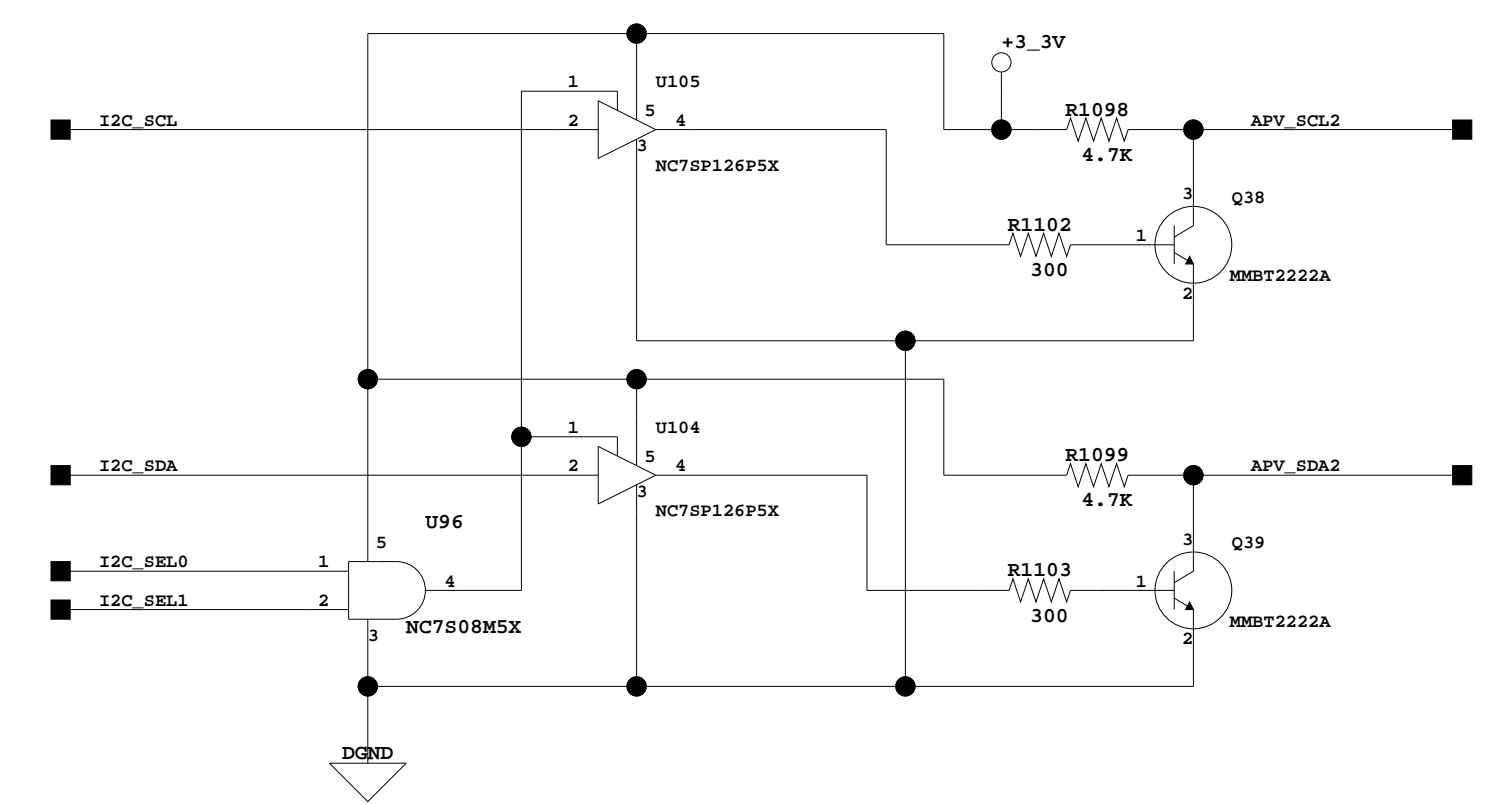 +3_3V
1
U105
I2C_SCL
2
5
4
3
NC7SP126P5X
R1098
4.7K
APV_SCL2
3
Q38
R1102
300
1
MMBT2222A
2
1
U104
I2C_SDA
2
5
4
3
NC7SP126P5X
R1099
4.7K
APV_SDA2
U96
5
I2C_SEL0
1
I2C_SEL1
2
4
NC7S08M5X
3
3
Q39
R1103
300
1
MMBT2222A
2
DGND